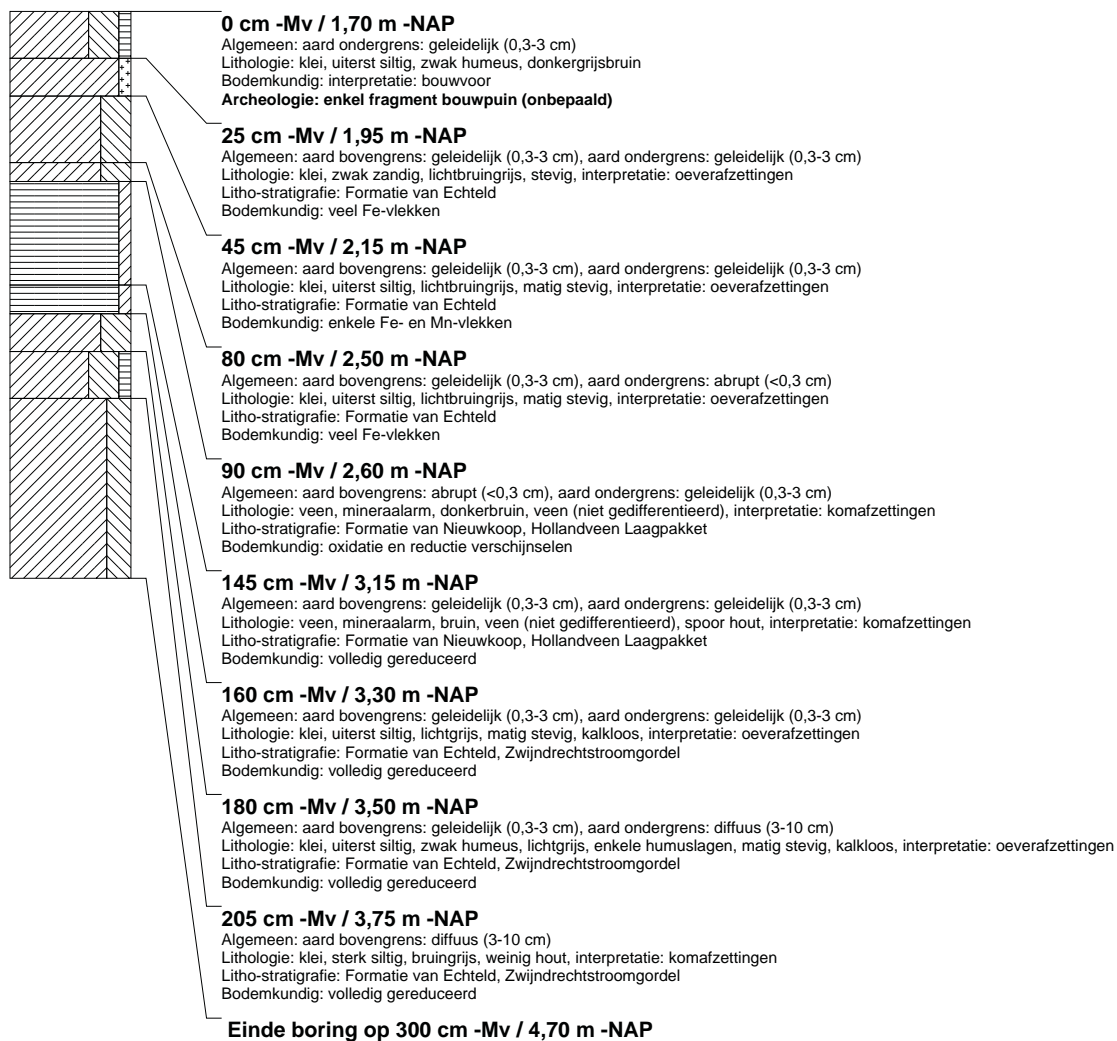 0 cm -Mv / 1,70 m -NAP
Algemeen: aard ondergrens: geleidelijk (0,3-3 cm)
Lithologie: klei, uiterst siltig, zwak humeus, donkergrijsbruin
Bodemkundig: interpretatie: bouwvoor
Archeologie: enkel fragment bouwpuin (onbepaald)
25 cm -Mv / 1,95 m -NAP
Algemeen: aard bovengrens: geleidelijk (0,3-3 cm), aard ondergrens: geleidelijk (0,3-3 cm)
Lithologie: klei, zwak zandig, lichtbruingrijs, stevig, interpretatie: oeverafzettingen
Litho-stratigrafie: Formatie van Echteld
Bodemkundig: veel Fe-vlekken
45 cm -Mv / 2,15 m -NAP
Algemeen: aard bovengrens: geleidelijk (0,3-3 cm), aard ondergrens: geleidelijk (0,3-3 cm)
Lithologie: klei, uiterst siltig, lichtbruingrijs, matig stevig, interpretatie: oeverafzettingen
Litho-stratigrafie: Formatie van Echteld
Bodemkundig: enkele Fe- en Mn-vlekken
80 cm -Mv / 2,50 m -NAP
Algemeen: aard bovengrens: geleidelijk (0,3-3 cm), aard ondergrens: abrupt (<0,3 cm)
Lithologie: klei, uiterst siltig, lichtbruingrijs, matig stevig, interpretatie: oeverafzettingen
Litho-stratigrafie: Formatie van Echteld
Bodemkundig: veel Fe-vlekken
90 cm -Mv / 2,60 m -NAP
Algemeen: aard bovengrens: abrupt (<0,3 cm), aard ondergrens: geleidelijk (0,3-3 cm)
Lithologie: veen, mineraalarm, donkerbruin, veen (niet gedifferentieerd), interpretatie: komafzettingen
Litho-stratigrafie: Formatie van Nieuwkoop, Hollandveen Laagpakket
Bodemkundig: oxidatie en reductie verschijnselen
145 cm -Mv / 3,15 m -NAP
Algemeen: aard bovengrens: geleidelijk (0,3-3 cm), aard ondergrens: geleidelijk (0,3-3 cm)
Lithologie: veen, mineraalarm, bruin, veen (niet gedifferentieerd), spoor hout, interpretatie: komafzettingen
Litho-stratigrafie: Formatie van Nieuwkoop, Hollandveen Laagpakket
Bodemkundig: volledig gereduceerd
160 cm -Mv / 3,30 m -NAP
Algemeen: aard bovengrens: geleidelijk (0,3-3 cm), aard ondergrens: geleidelijk (0,3-3 cm)
Lithologie: klei, uiterst siltig, lichtgrijs, matig stevig, kalkloos, interpretatie: oeverafzettingen
Litho-stratigrafie: Formatie van Echteld, Zwijndrechtstroomgordel
Bodemkundig: volledig gereduceerd
180 cm -Mv / 3,50 m -NAP
Algemeen: aard bovengrens: geleidelijk (0,3-3 cm), aard ondergrens: diffuus (3-10 cm)
Lithologie: klei, uiterst siltig, zwak humeus, lichtgrijs, enkele humuslagen, matig stevig, kalkloos, interpretatie: oeverafzettingen
Litho-stratigrafie: Formatie van Echteld, Zwijndrechtstroomgordel
Bodemkundig: volledig gereduceerd
205 cm -Mv / 3,75 m -NAP
Algemeen: aard bovengrens: diffuus (3-10 cm)
Lithologie: klei, sterk siltig, bruingrijs, weinig hout, interpretatie: komafzettingen
Litho-stratigrafie: Formatie van Echteld, Zwijndrechtstroomgordel
Bodemkundig: volledig gereduceerd
Einde boring op 300 cm -Mv / 4,70 m -NAP